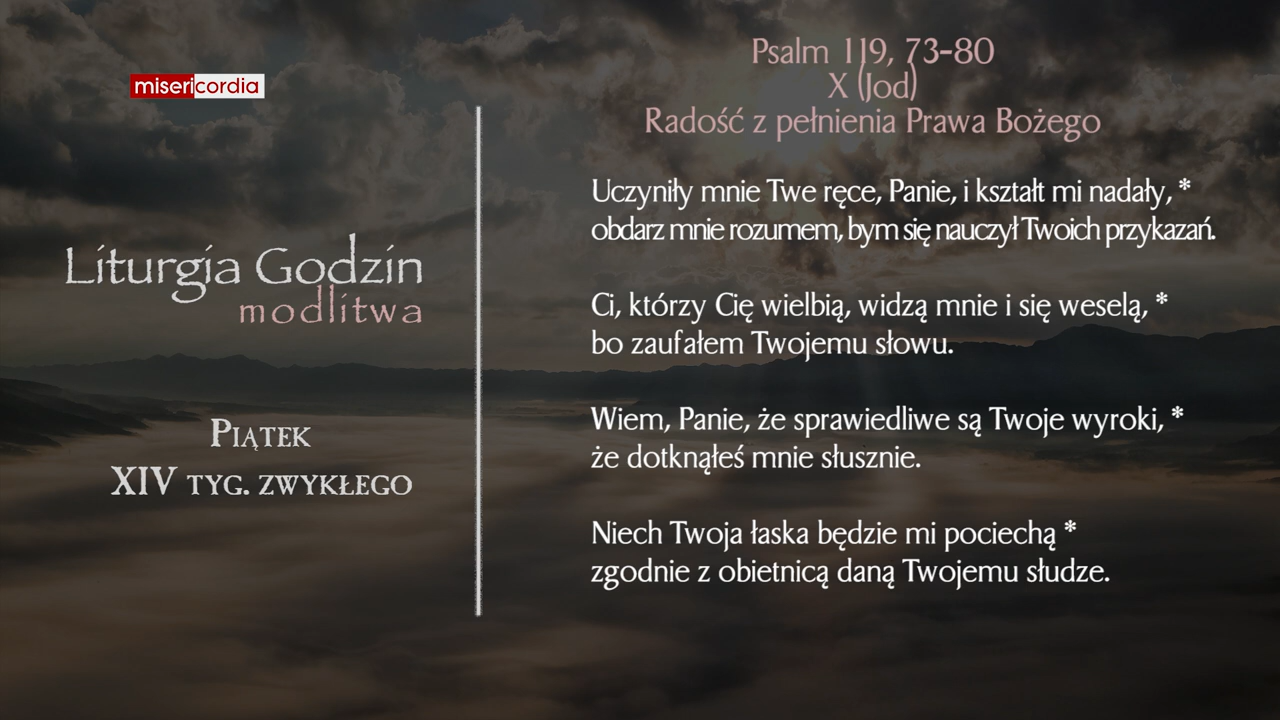 misericordia
Liturgia Godzin
modlitwa
Piątek
XIV tyg. zwykłego
Psalm 119, 73-80
X (Jod)
Radość z pełnienia Prawa Bożego
Uczyniły mnie Twe ręce, Panie, i kształt mi nadały, *
obdarz mnie rozumem, bym się nauczył Twoich przykazań.
Ci, którzy Cię wielbią, widzą mnie i się weselą, *
bo zaufałem Twojemu słowu.
Wiem, Panie, że sprawiedliwe są Twoje wyroki, *
że dotknąłeś mnie słusznie.
Niech Twoja łaska będzie mi pociechą *
zgodnie z obietnicą daną Twojemu słudze.